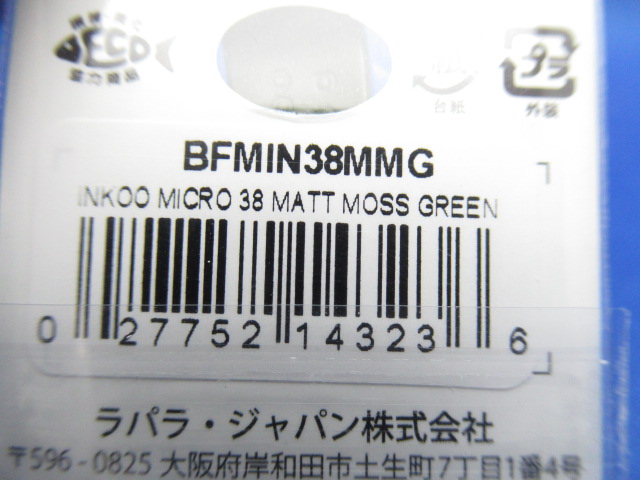 ECO
プラ
台紙
外装
BFMIN38MMG
INKOO MICRO 38 MATT MOSS GREEN
0 27752 14323 6
ラパラ・ジャパン株式会社
〒596-0825 大阪府岸和田市土生町7丁目1番4号